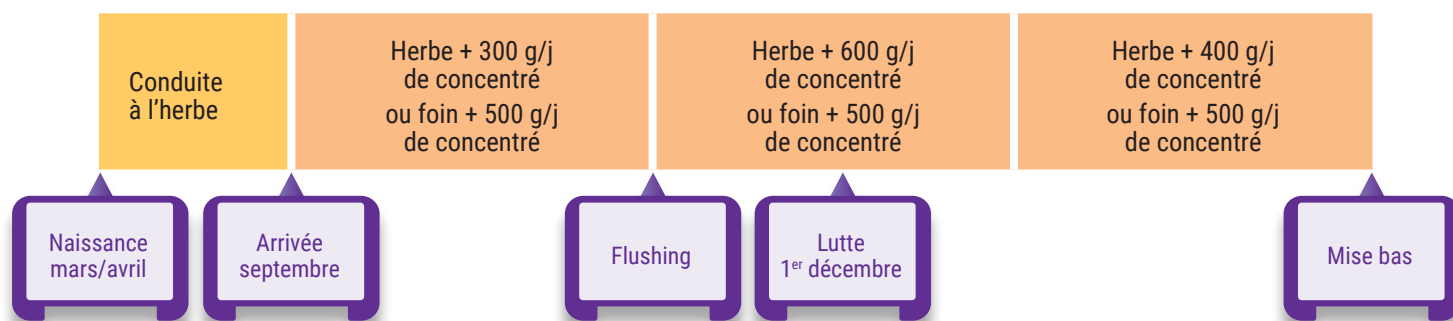 Conduite
à l’herbe
Herbe + 300 g/j
de concentré
ou foin + 500 g/j
de concentré
Herbe + 600 g/j
de concentré
ou foin + 500 g/j
de concentré
Herbe + 400 g/j
de concentré
ou foin + 500 g/j
de concentré
Naissance
mars/avril
Arrivée
septembre
Flushing
Lutte
1er décembre
Mise bas